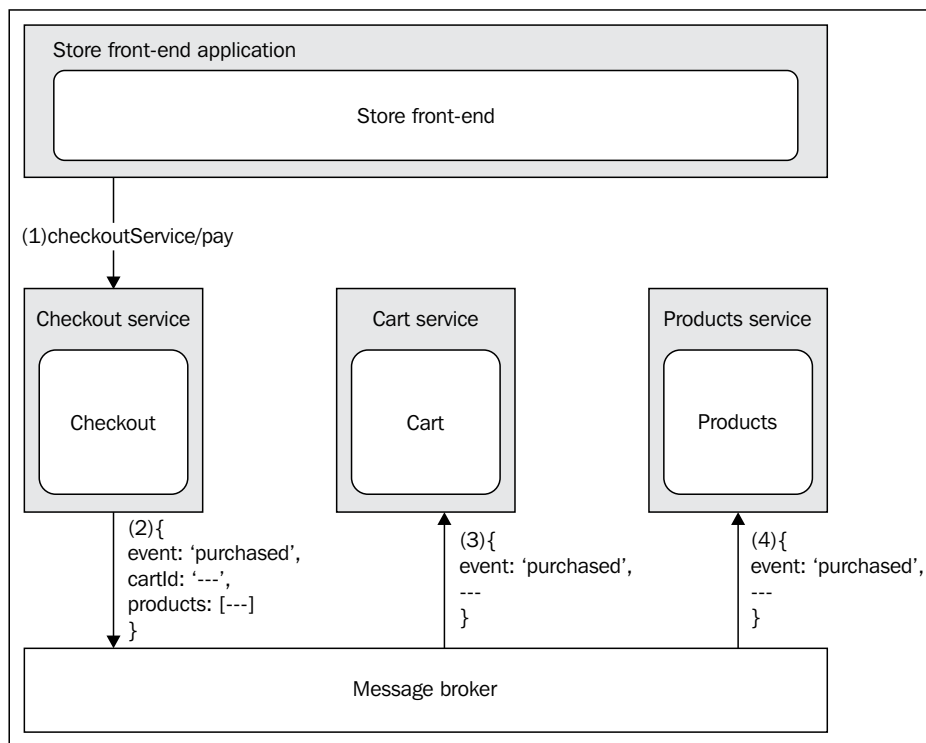 Store front-end application
Store front-end
(1)checkoutService/pay
Checkout service
Checkout
Cart service
Cart
Products service
Products
(2){
event: ‘purchased’,
cartId: ‘---’,
products: [---]
}
(3){
event: ‘purchased’,
---
}
(4){
event: ‘purchased’,
---
}
Message broker